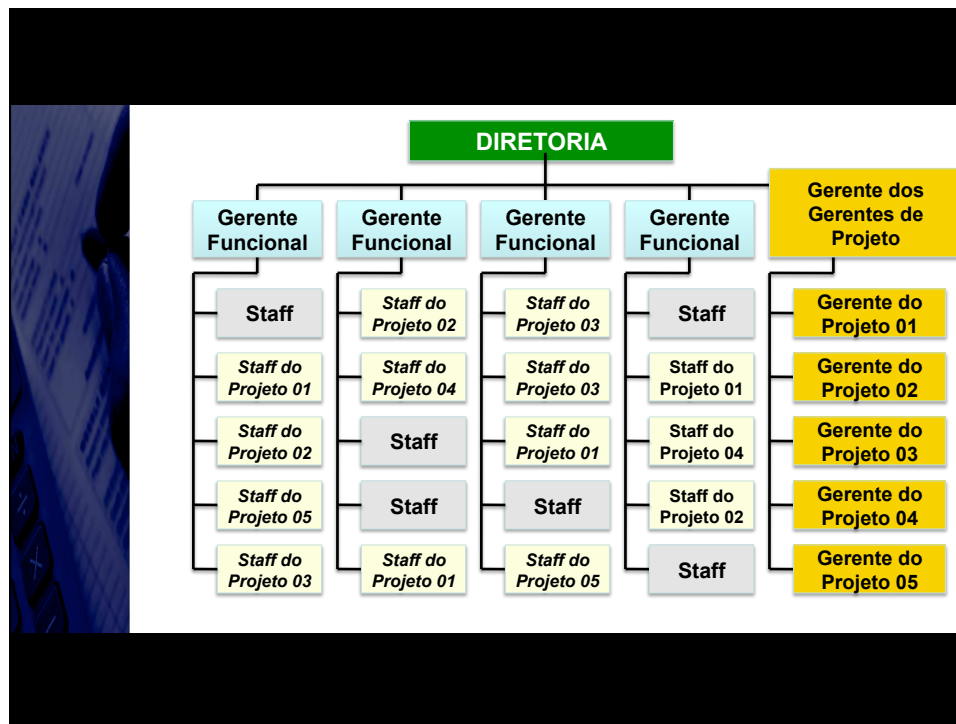 DIRETORIA
Gerente
Funcional
Gerente
Funcional
Gerente
Funcional
Gerente
Funcional
Gerente dos
Gerentes de
Projeto
Staff
Staff do
Projeto 01
Staff do
Projeto 02
Staff do
Projeto 05
Staff do
Projeto 03
Staff do
Projeto 02
Staff do
Projeto 04
Staff
Staff
Staff do
Projeto 01
Staff do
Projeto 03
Staff do
Projeto 03
Staff do
Projeto 01
Staff
Staff do
Projeto 05
Staff
Staff do
Projeto 01
Staff do
Projeto 04
Staff do
Projeto 02
Staff
Gerente do
Projeto 01
Gerente do
Projeto 02
Gerente do
Projeto 03
Gerente do
Projeto 04
Gerente do
Projeto 05